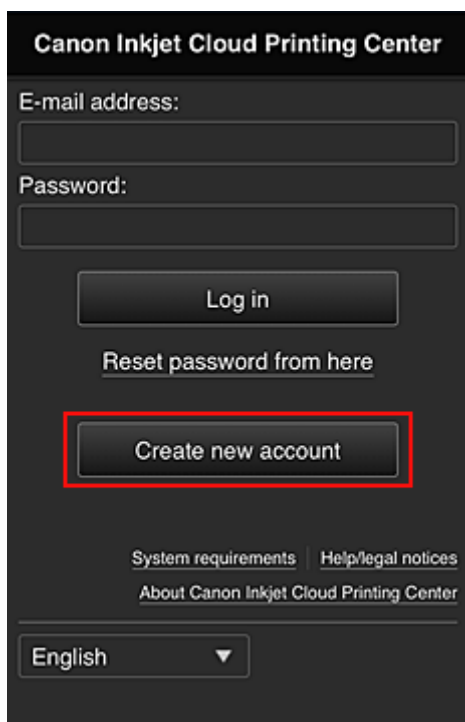 Canon Inkjet Cloud Printing Center
E-mail address:
Password:
Log in
Reset password from here
Create new account
System requirements Help/legal notices
About Canon Inkjet Cloud Printing Center
English